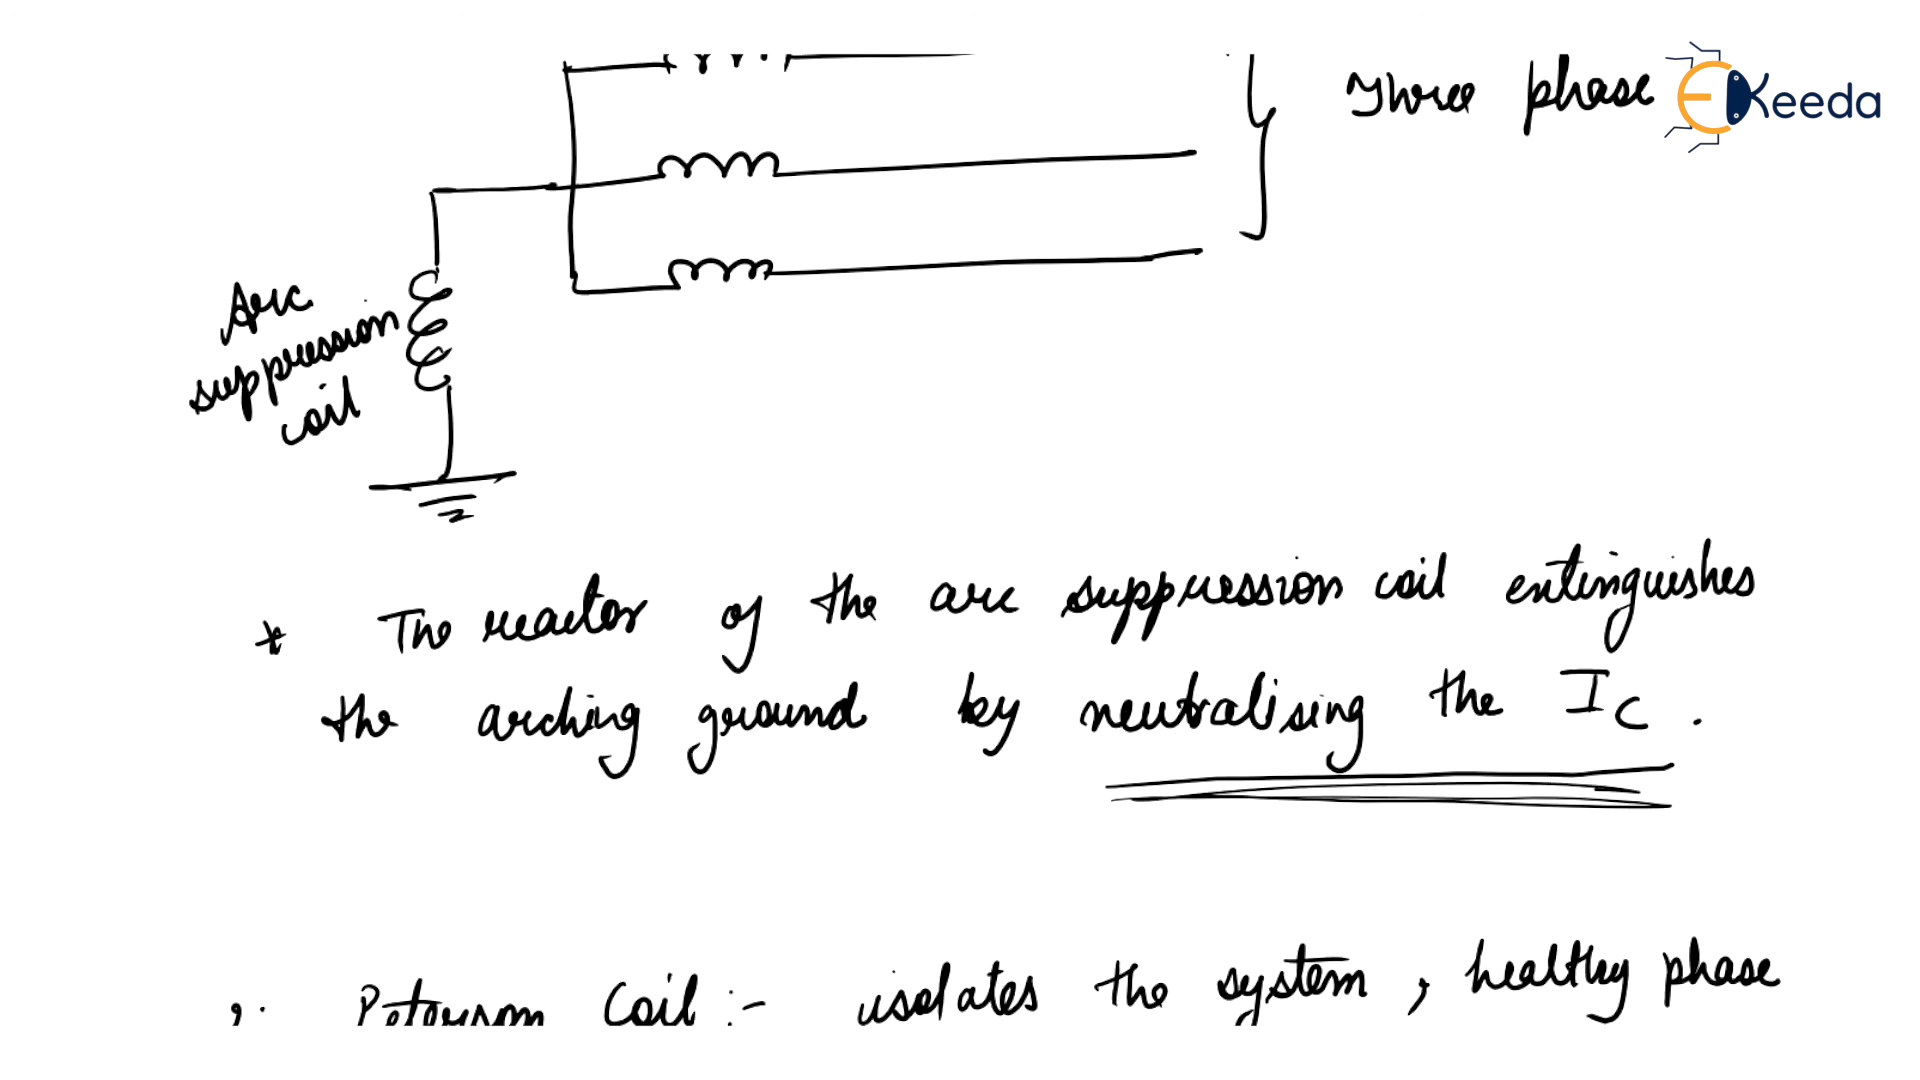 Three phase
EKeeda
Arc
suppression
coil
* The reactor of the arc suppression coil extinguishes
the arching ground by neutralising the Ic .
Coil :- isolates the system , healthy phase